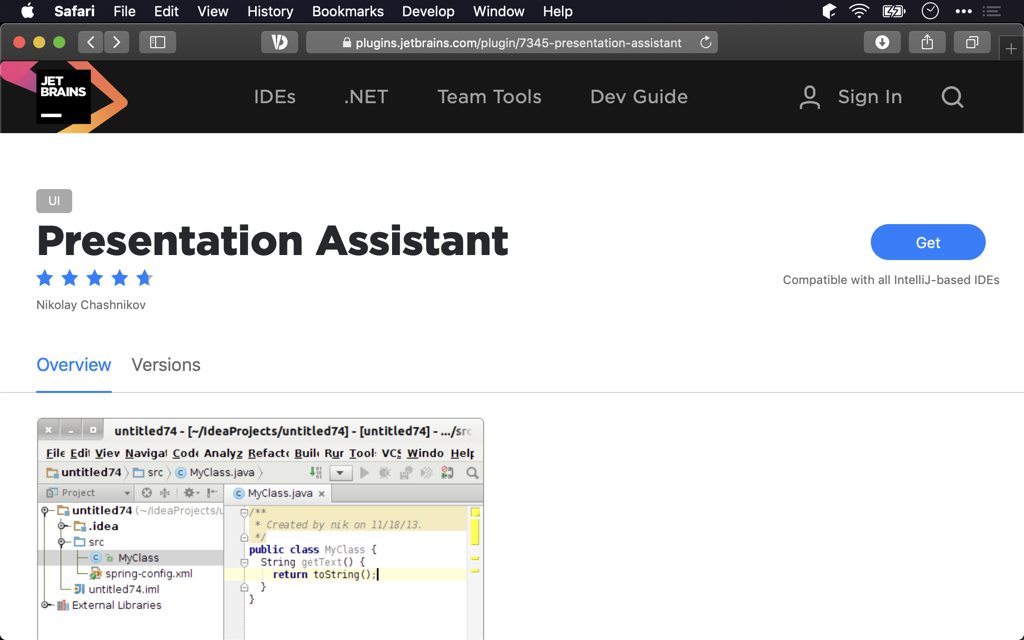 Safari File Edit View History Bookmarks Develop Window Help
plugins.jetbrains.com/plugin/7345-presentation-assistant
JET
BRAINS
IDEs .NET Team Tools Dev Guide Sign In
UI
Presentation Assistant
Get
Compatible with all IntelliJ-based IDEs
Nikolay Chashnikov
Overview Versions
untitled74 - [~/IdeaProjects/untitled74] - [untitled74] - .../src
File Edit View Navigat Code Analyz Refacto Build Run Tools VCS Windo Help
untitled74 src MyClass.java
Project MyClass.java
untitled74 (~/IdeaProjects/u
.idea
src
MyClass
spring-config.xml
untitled74.iml
External Libraries
/**
* Created by nik on 11/18/13.
*/
public class MyClass {
String getText() {
return toString();
}
}